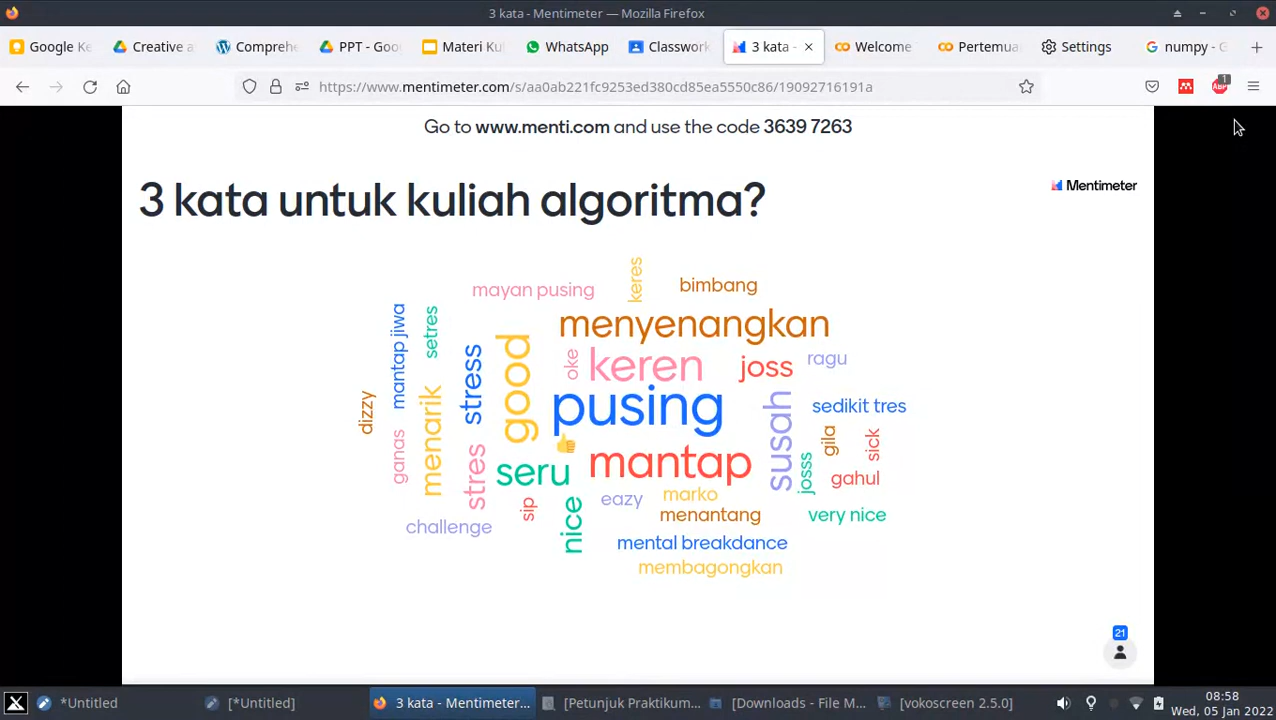 3 kata - Mentimeter — Mozilla Firefox
Google Ke
Creative a
Comprehe
PPT - Goo
Materi Kul
WhatsApp
Classwork
3 kata -
Welcome
Pertemua
Settings
numpy - G
https://www.mentimeter.com/s/aa0ab221fc9253ed380cd85ea5550c86/19092716191a
ABP
1
Go to www.menti.com and use the code 3639 7263
Mentimeter
3 kata untuk kuliah algoritma?
keres
mayan pusing
bimbang
menyenangkan
mantap jiwa
setres
stress
good
oke
keren
joss
ragu
dizzy
menarik
pusing
susah
sedikit tres
ganas
stres
seru
mantap
josss
gila
sick
gahul
sip
nice
eazy
marko
menantang
very nice
challenge
mental breakdance
membagongkan
21
*Untitled
[*Untitled]
3 kata - Mentimeter...
[Petunjuk Praktikum...
[Downloads - File M...
[vokoscreen 2.5.0]
08:58
Wed, 05 Jan 2022